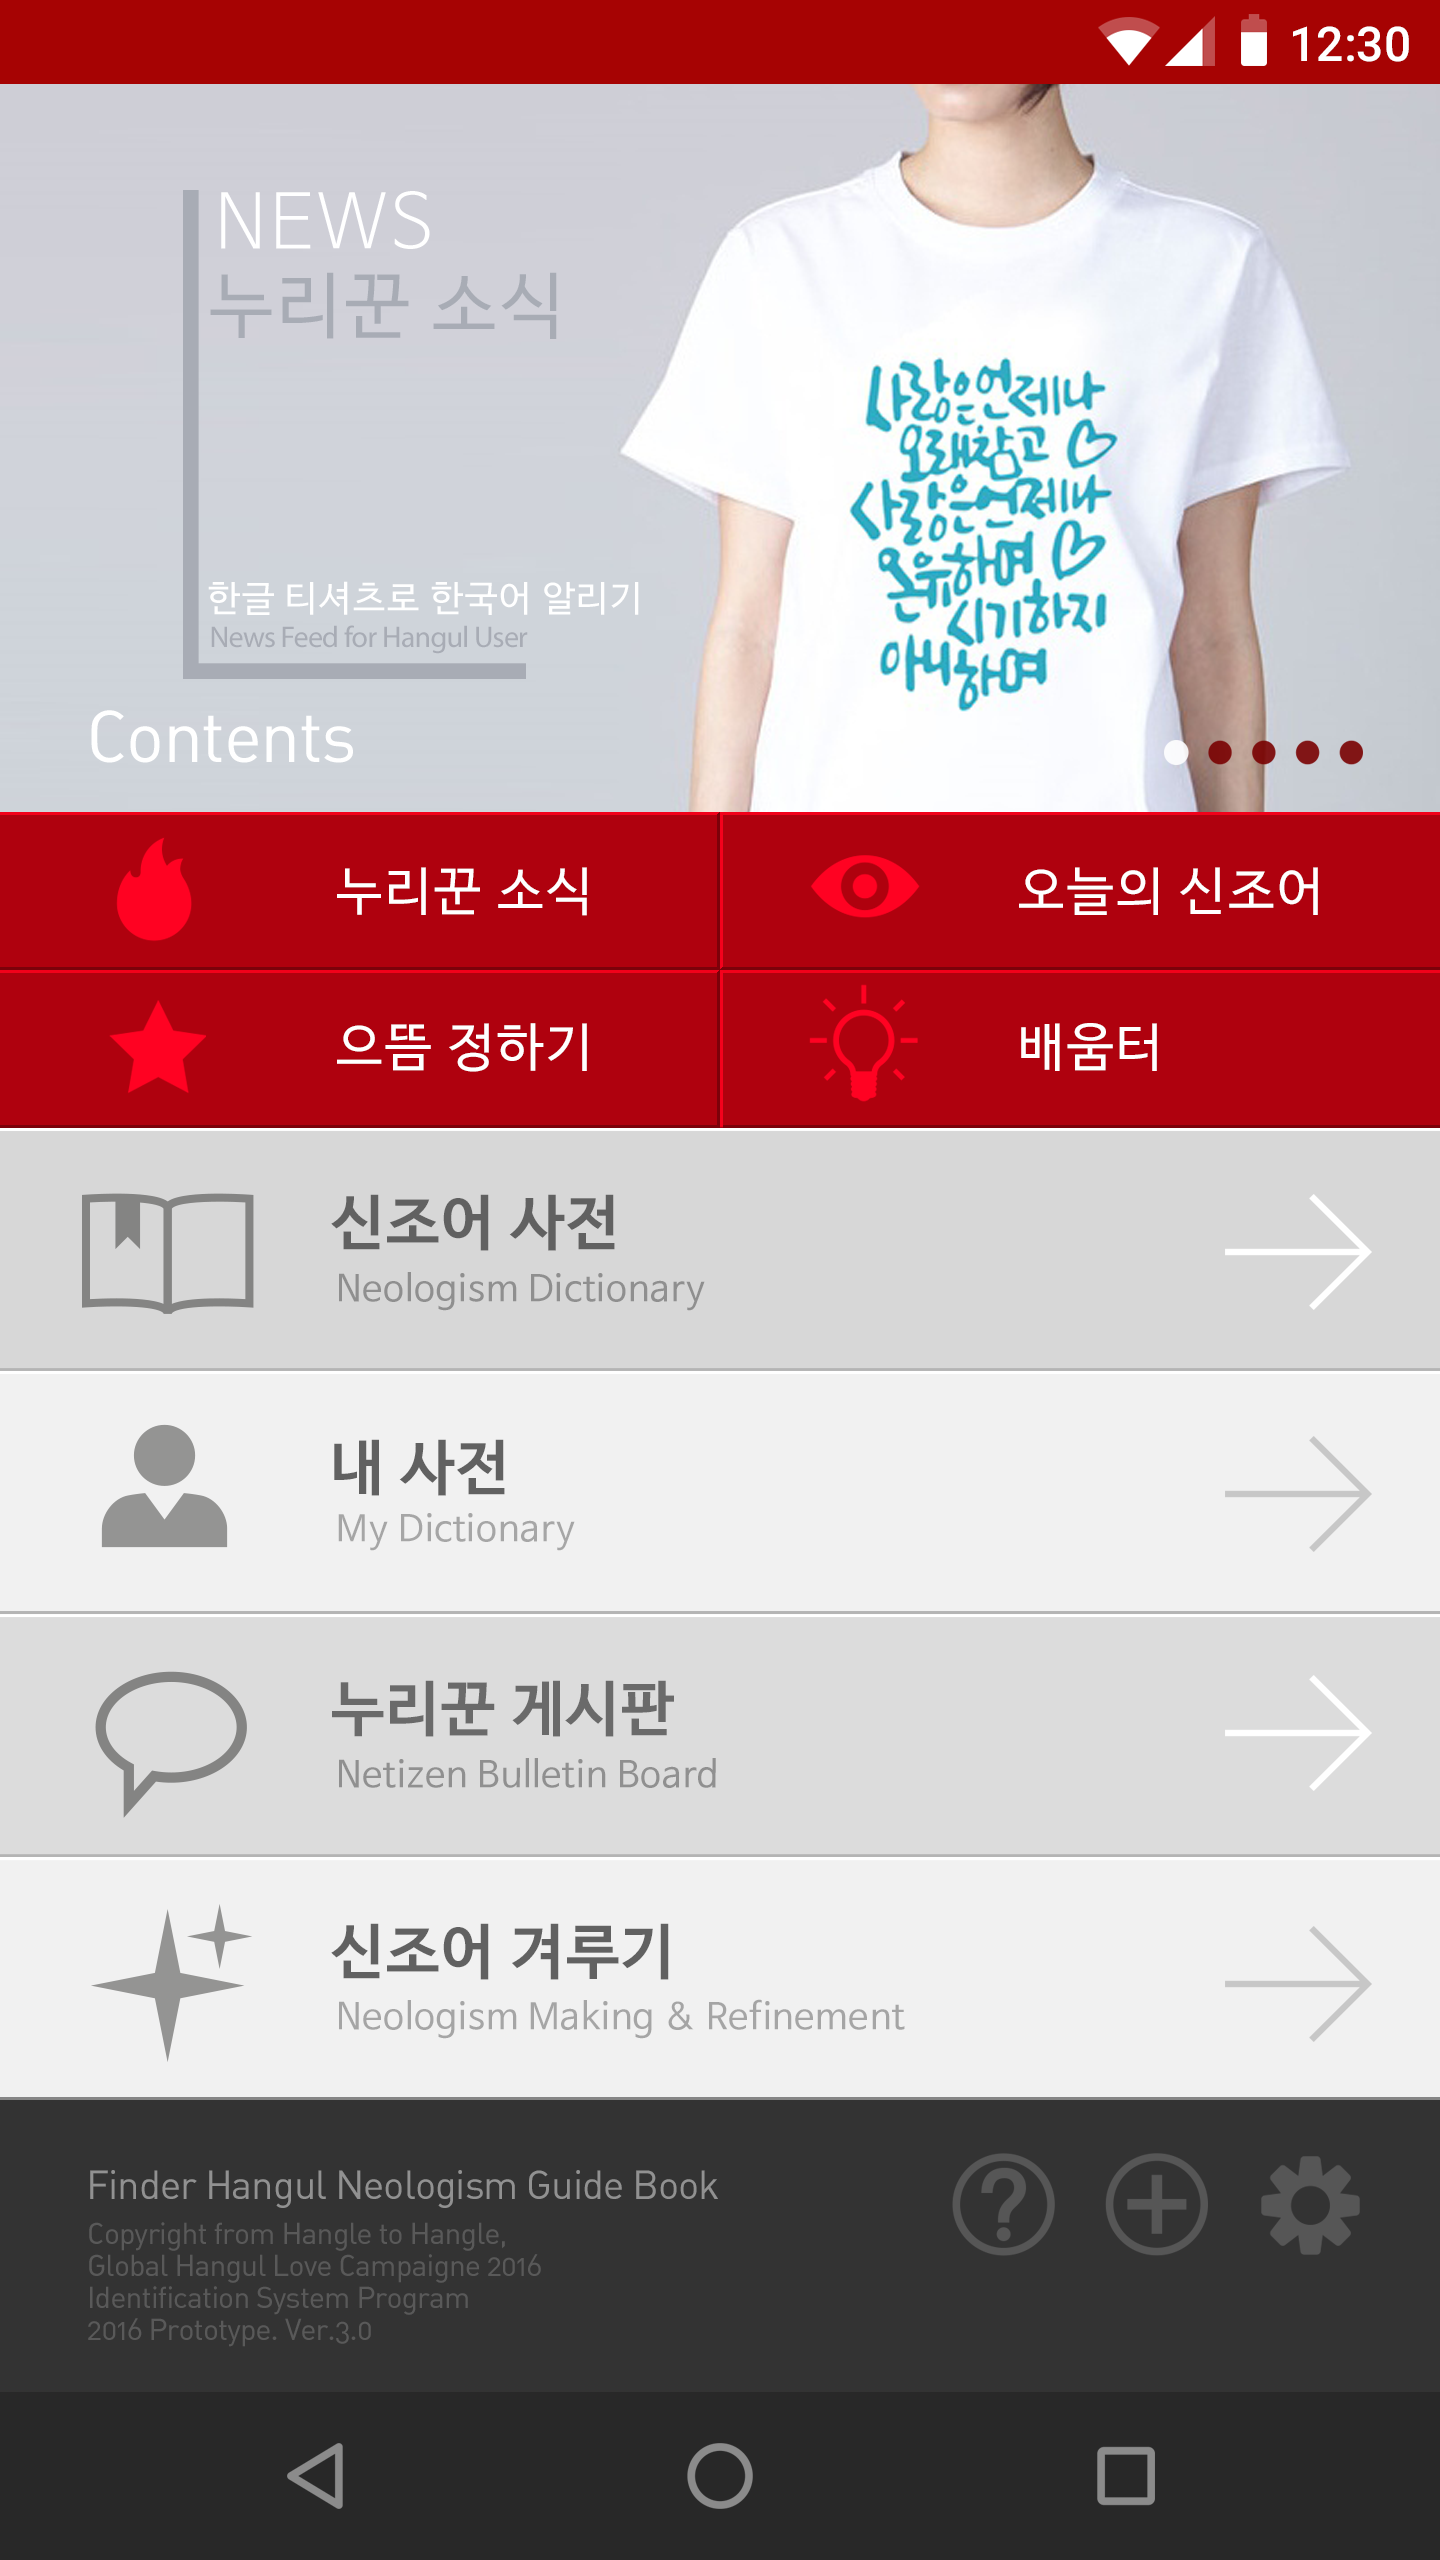 12:30
NEWS
누리꾼 소식
사랑은언제나
오래참고
사랑은언제나
온유하며
시기하지
아니하며
한글 티셔츠로 한국어 알리기
News Feed for Hangul User
Contents
누리꾼 소식
오늘의 신조어
으뜸 정하기
배움터
신조어 사전
Neologism Dictionary
내 사전
My Dictionary
누리꾼 게시판
Netizen Bulletin Board
신조어 겨루기
Neologism Making & Refinement
Finder Hangul Neologism Guide Book
Copyright from Hangle to Hangle,
Global Hangul Love Campaigne 2016
Identification System Program
2016 Prototype. Ver.3.0